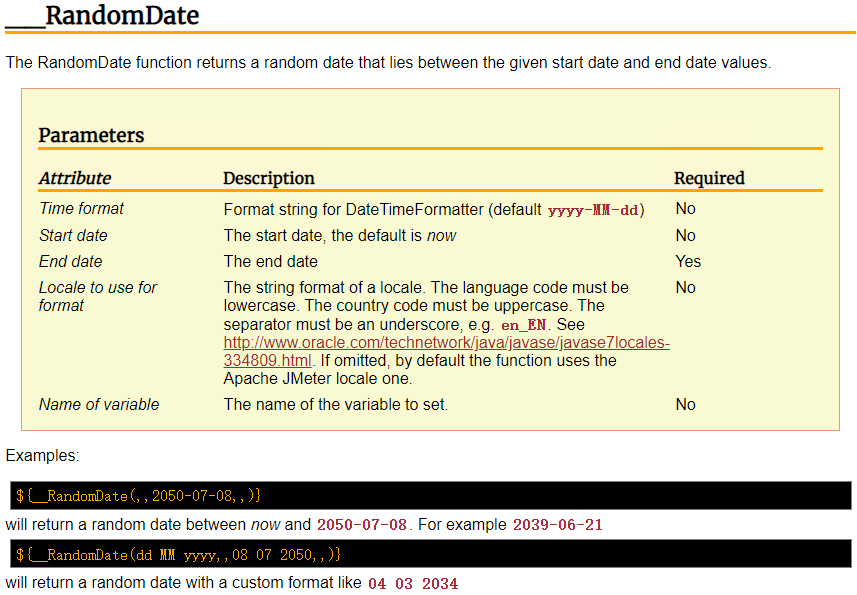 __RandomDate
The RandomDate function returns a random date that lies between the given start date and end date values.
Parameters
Attribute Description Required
Time format Format string for DateTimeFormatter (default yyyy-MM-dd) No
Start date The start date, the default is now No
End date The end date Yes
Locale to use for The string format of a locale. The language code must be No
format lowercase. The country code must be uppercase. The
separator must be an underscore, e.g. en_EN. See
http://www.oracle.com/technetwork/java/javase/javase7locales-
334809.html. If omitted, by default the function uses the
Apache JMeter locale one.
Name of variable The name of the variable to set. No
Examples:
${__RandomDate(,,2050-07-08,,)}
will return a random date between now and 2050-07-08. For example 2039-06-21
${__RandomDate(dd MM yyyy,,08 07 2050,,)}
will return a random date with a custom format like 04 03 2034